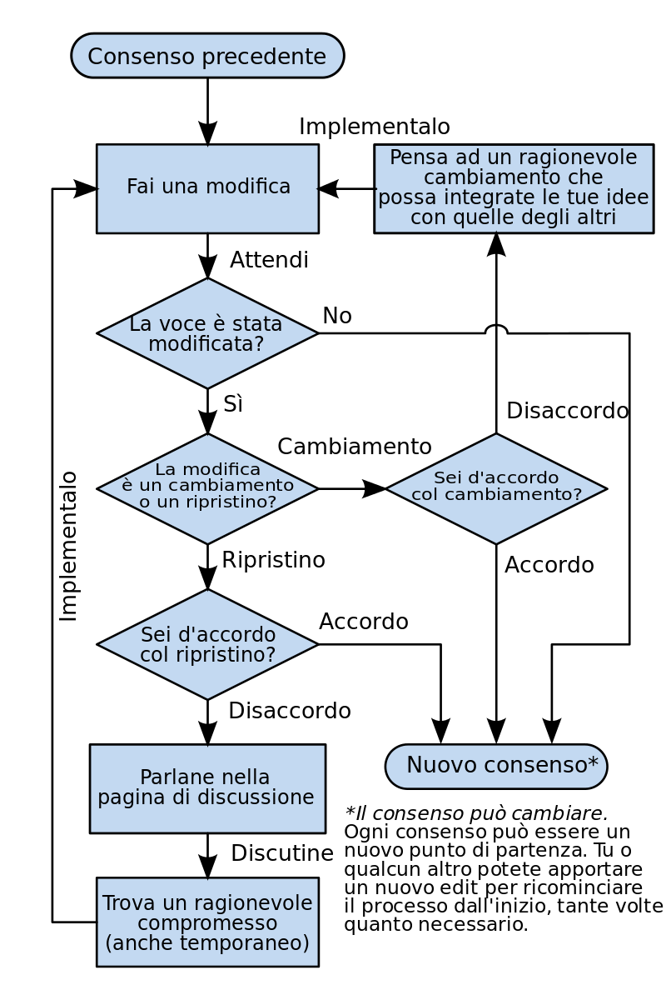 Consenso precedente
Implementalo
Fai una modifica
Pensa ad un ragionevole
cambiamento che
possa integrate le tue idee
con quelle degli altri
Attendi
La voce è stata
modificata?
No
Sì
Disaccordo
Cambiamento
La modifica
è un cambiamento
o un ripristino?
Sei d'accordo
col cambiamento?
Implementalo
Ripristino
Accordo
Sei d'accordo
col ripristino?
Accordo
Disaccordo
Parlane nella
pagina di discussione
Nuovo consenso*
Discutine
*Il consenso può cambiare.
Ogni consenso può essere un
nuovo punto di partenza. Tu o
qualcun altro potete apportare
un nuovo edit per ricominciare
il processo dall'inizio, tante volte
quanto necessario.
Trova un ragionevole
compromesso
(anche temporaneo)